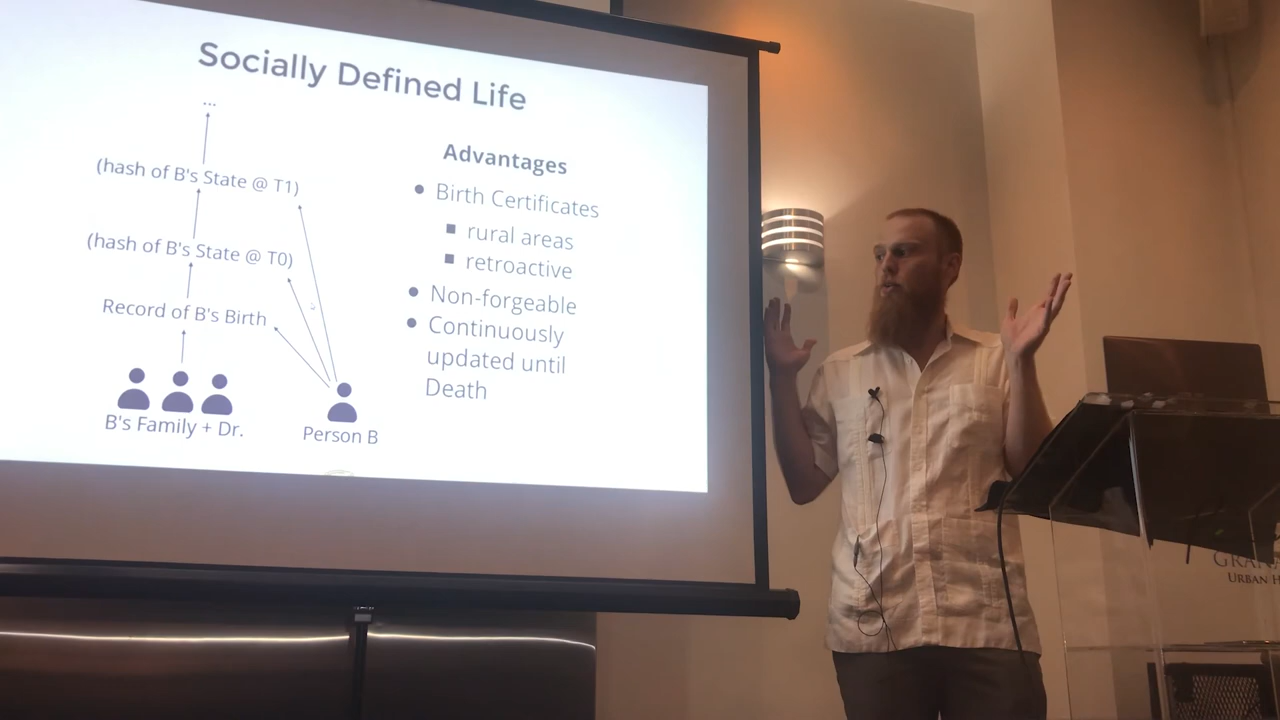 Socially Defined Life
...
(hash of B's State @ T1)
(hash of B's State @ T0)
Record of B's Birth
B's Family + Dr.
Person B
Advantages
Birth Certificates
rural areas
retroactive
Non-forgeable
Continuously
updated until
Death
URBAN